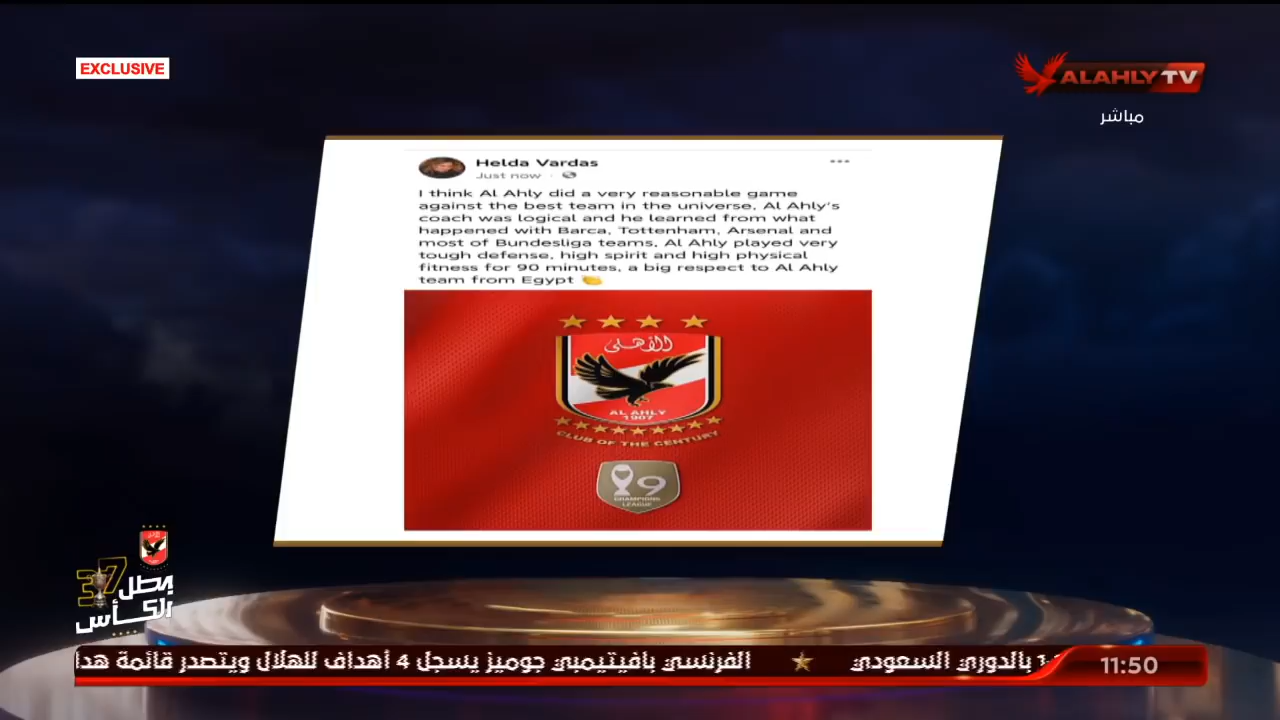 EXCLUSIVE
ALAHLYTV
مباشر
Helda Vardas
Just now
I think Al Ahly did a very reasonable game
against the best team in the universe, Al Ahly's
coach was logical and he learned from what
happened with Barca, Tottenham, Arsenal and
most of Bundesliga teams, Al Ahly played very
tough defense, high spirit and high physical
fitness for 90 minutes, a big respect to Al Ahly
team from Egypt
الأهلى
AL AHLY
1907
CLUB OF THE CENTURY
9
CHAMPIONS
LEAGUE
37
بطل
الكأس
بالدوري السعودي ★ الفرنسي بافيتيمبي جوميز يسجل 4 أهداف للهلال ويتصدر قائمة هدا
11:50